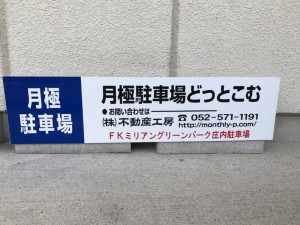 月極
駐車場
月極駐車場どっとこむ
●お問い合わせは
㈱不動産工房
☎052-571-1191
http://monthly-p.com/
FKミリアングリーンパーク庄内駐車場